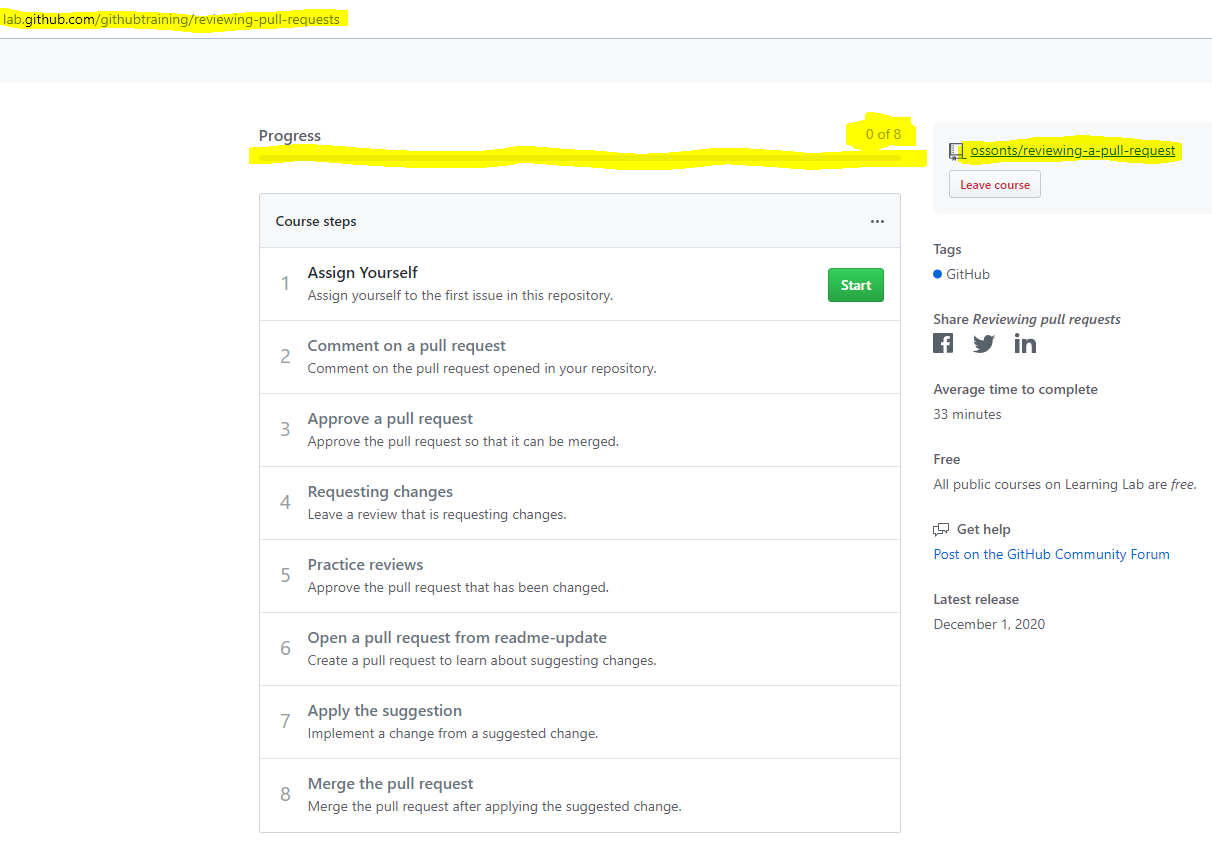 lab.github.com/githubtraining/reviewing-pull-requests
Progress
0 of 8
Course steps
...
1
Assign Yourself
Assign yourself to the first issue in this repository.
Start
2
Comment on a pull request
Comment on the pull request opened in your repository.
3
Approve a pull request
Approve the pull request so that it can be merged.
4
Requesting changes
Leave a review that is requesting changes.
5
Practice reviews
Approve the pull request that has been changed.
6
Open a pull request from readme-update
Create a pull request to learn about suggesting changes.
7
Apply the suggestion
Implement a change from a suggested change.
8
Merge the pull request
Merge the pull request after applying the suggested change.
ossonts/reviewing-a-pull-request
Leave course
Tags
GitHub
Share Reviewing pull requests
Average time to complete
33 minutes
Free
All public courses on Learning Lab are free.
Get help
Post on the GitHub Community Forum
Latest release
December 1, 2020